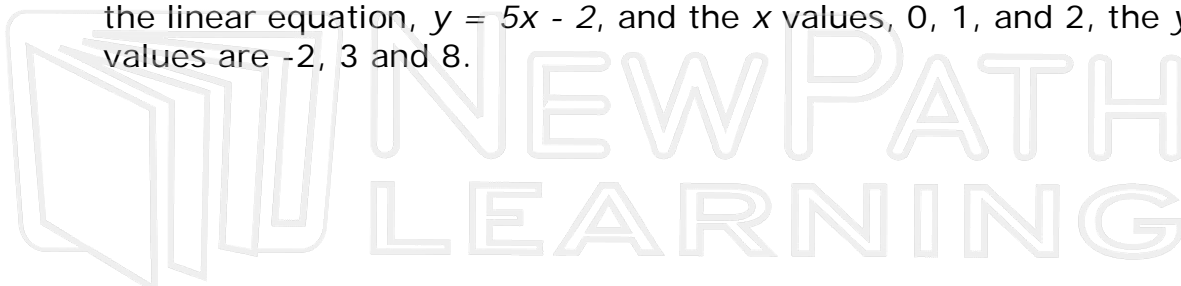 the linear equation, y = 5x - 2, and the x values, 0, 1, and 2, the y
values are -2, 3 and 8.
NEWPATH
LEARNING